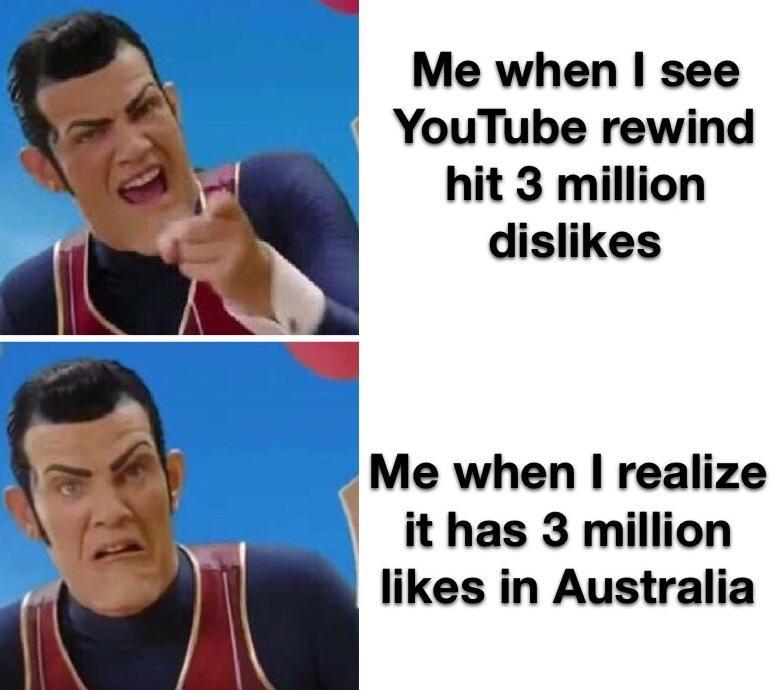 Me when I see
YouTube rewind
hit 3 million
dislikes
Me when I realize
it has 3 million
likes in Australia